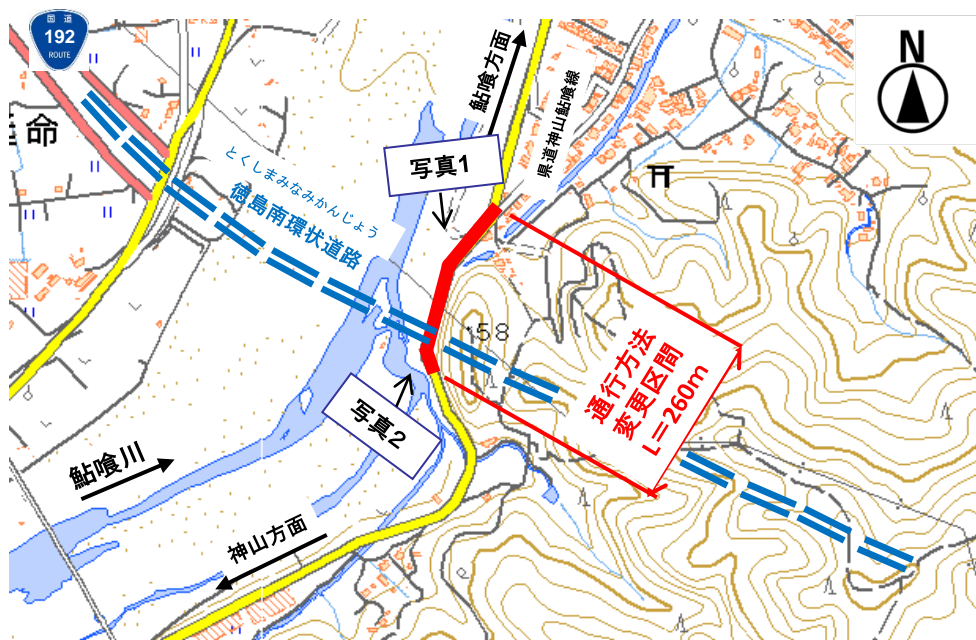 国道
192
ROUTE
N
命
鮎喰方面
県道神山鮎喰線
写真1
とくしまみなみかんじょう
徳島南環状道路
158
通行方法
変更区間
L=260m
写真2
鮎喰川
神山方面